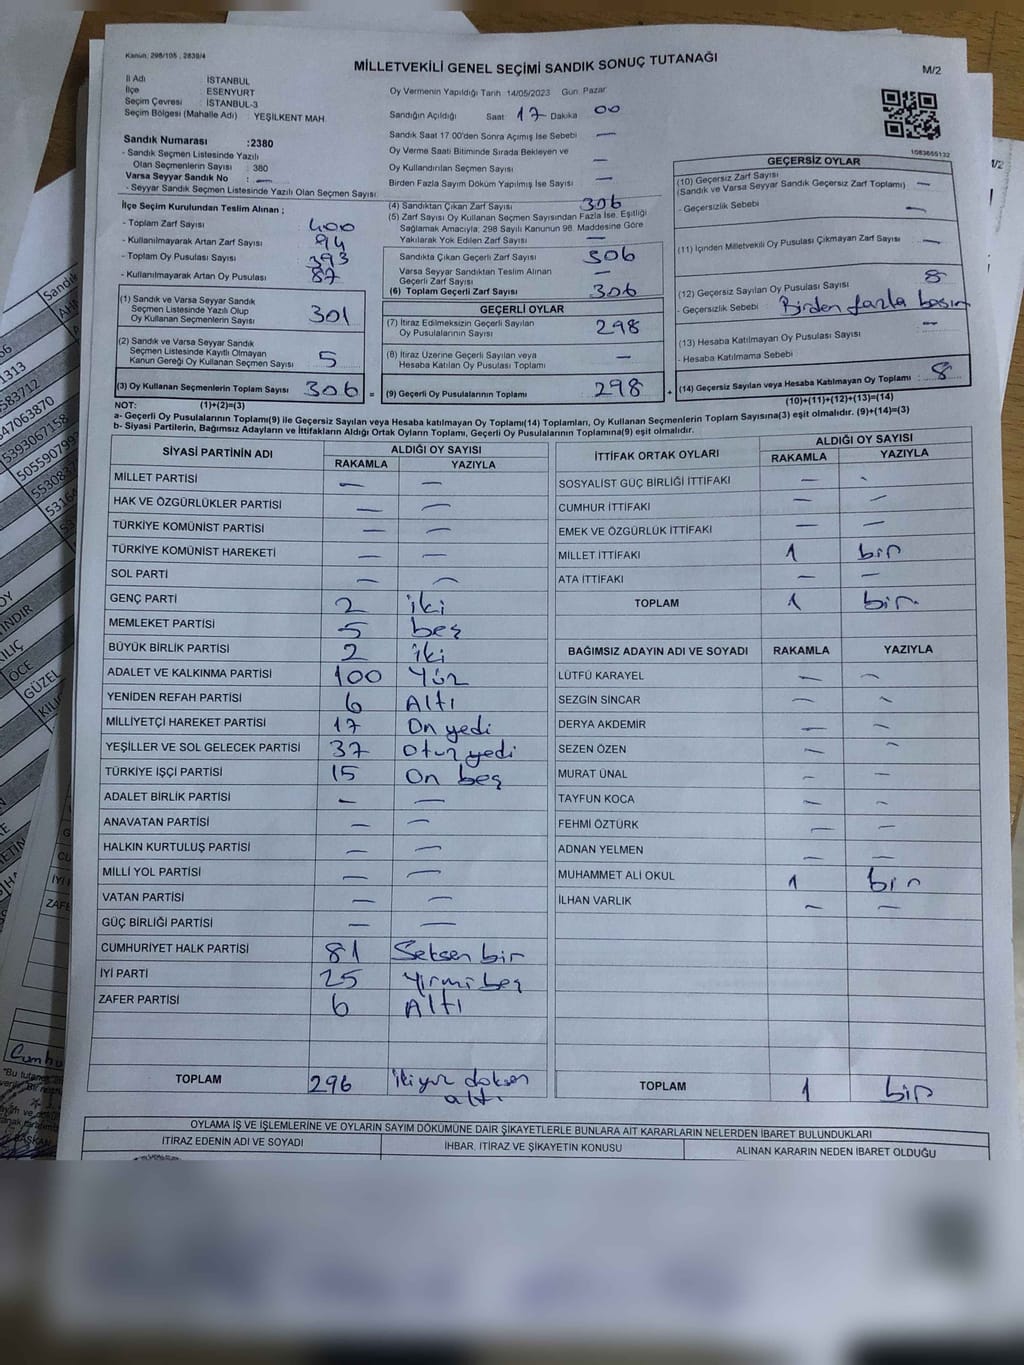 Kanun: 298/105, 2839/4
MİLLETVEKİLİ GENEL SEÇİMİ SANDIK SONUÇ TUTANAĞI
M/2
İl Adı İSTANBUL
İlçe ESENYURT
Seçim Çevresi : İSTANBUL-3
Seçim Bölgesi (Mahalle Adı) : YEŞİLKENT MAH
Sandık Numarası :2380
- Sandık Seçmen Listesinde Yazılı
Olan Seçmenlerin Sayısı : 380
Varsa Seyyar Sandık No : —
- Seyyar Sandık Seçmen Listesinde Yazılı Olan Seçmen Sayısı
Oy Vermenin Yapıldığı Tarih 14/05/2023 Gün Pazar
Sandığın Açıldığı Saat 17 Dakika 00
Sandık Saat 17 00'den Sonra Açımış İse Sebebi —
Oy Verme Saati Bitiminde Sırada Bekleyen ve
Oy Kullandırılan Seçmen Sayısı —
Birden Fazla Sayım Döküm Yapılmış İse Sayısı —
1083655132
İlçe Seçim Kurulundan Teslim Alınan ;
- Toplam Zarf Sayısı 400
- Kullanılmayarak Artan Zarf Sayısı 94
- Toplam Oy Pusulası Sayısı 393
- Kullanılmayarak Artan Oy Pusulası 87
(1) Sandık ve Varsa Seyyar Sandık
Seçmen Listesinde Yazılı Olup
Oy Kullanan Seçmenlerin Sayısı 301
(2) Sandık ve Varsa Seyyar Sandık
Seçmen Listesinde Kayıtlı Olmayan
Kanun Gereği Oy Kullanan Seçmen Sayısı 5
(3) Oy Kullanan Seçmenlerin Toplam Sayısı 306 =
(4) Sandıktan Çıkan Zarf Sayısı 306
(5) Zarf Sayısı Oy Kullanan Seçmen Sayısından Fazla İse, Eşitliği
Sağlamak Amacıyla, 298 Sayılı Kanunun 98. Maddesine Göre
Yakılarak Yok Edilen Zarf Sayısı —
Sandıkta Çıkan Geçerli Zarf Sayısı 306
Varsa Seyyar Sandıktan Teslim Alınan
Geçerli Zarf Sayısı —
(6) Toplam Geçerli Zarf Sayısı 306
GEÇERLİ OYLAR
(7) İtiraz Edilmeksizin Geçerli Sayılan
Oy Pusulalarının Sayısı 298
(8) İtiraz Üzerine Geçerli Sayılan veya
Hesaba Katılan Oy Pusulası Toplamı —
(9) Geçerli Oy Pusulalarının Toplamı 298 +
GEÇERSİZ OYLAR
(10) Geçersiz Zarf Sayısı
(Sandık ve Varsa Seyyar Sandık Geçersiz Zarf Toplamı) —
- Geçersizlik Sebebi —
(11) İçinden Milletvekili Oy Pusulası Çıkmayan Zarf Sayısı —
(12) Geçersiz Sayılan Oy Pusulası Sayısı 8
- Geçersizlik Sebebi Birden fazla basım
(13) Hesaba Katılmayan Oy Pusulası Sayısı —
- Hesaba Katılmama Sebebi
(14) Geçersiz Sayılan veya Hesaba Katılmayan Oy Toplamı : 8
NOT: (1)+(2)=(3) (10)+(11)+(12)+(13)=(14)
a- Geçerli Oy Pusulalarının Toplamı(9) ile Geçersiz Sayılan veya Hesaba katılmayan Oy Toplamı(14) Toplamları, Oy Kullanan Seçmenlerin Toplam Sayısına(3) eşit olmalıdır. (9)+(14)=(3)
b- Siyasi Partilerin, Bağımsız Adayların ve İttifakların Aldığı Ortak Oyların Toplamı, Geçerli Oy Pusulalarının Toplamına(9) eşit olmalıdır.
SİYASİ PARTİNİN ADI ALDIĞI OY SAYISI
RAKAMLA YAZIYLA
MİLLET PARTİSİ — —
HAK VE ÖZGÜRLÜKLER PARTİSİ — —
TÜRKİYE KOMÜNİST PARTİSİ — —
TÜRKİYE KOMÜNİST HAREKETİ — —
SOL PARTİ — —
GENÇ PARTİ 2 iki
MEMLEKET PARTİSİ 5 beş
BÜYÜK BİRLİK PARTİSİ 2 iki
ADALET VE KALKINMA PARTİSİ 100 Yüz
YENİDEN REFAH PARTİSİ 6 Altı
MİLLİYETÇİ HAREKET PARTİSİ 17 On yedi
YEŞİLLER VE SOL GELECEK PARTİSİ 37 Otuz yedi
TÜRKİYE İŞÇİ PARTİSİ 15 On beş
ADALET BİRLİK PARTİSİ — —
ANAVATAN PARTİSİ — —
HALKIN KURTULUŞ PARTİSİ — —
MİLLİ YOL PARTİSİ — —
VATAN PARTİSİ — —
GÜÇ BİRLİĞİ PARTİSİ — —
CUMHURİYET HALK PARTİSİ 81 Seksen bir
İYİ PARTİ 25 Yirmi beş
ZAFER PARTİSİ 6 Altı
TOPLAM 296 İkiyüz doksan
altı
İTTİFAK ORTAK OYLARI ALDIĞI OY SAYISI
RAKAMLA YAZIYLA
SOSYALİST GÜÇ BİRLİĞİ İTTİFAKI — —
CUMHUR İTTİFAKI — —
EMEK VE ÖZGÜRLÜK İTTİFAKI — —
MİLLET İTTİFAKI 1 bir
ATA İTTİFAKI — —
TOPLAM 1 bir
BAĞIMSIZ ADAYIN ADI VE SOYADI RAKAMLA YAZIYLA
LÜTFÜ KARAYEL — —
SEZGİN SİNCAR — —
DERYA AKDEMİR — —
SEZEN ÖZEN — —
MURAT ÜNAL — —
TAYFUN KOCA — —
FEHMİ ÖZTÜRK — —
ADNAN YELMEN — —
MUHAMMET ALİ OKUL 1 bir
İLHAN VARLIK — —
TOPLAM 1 bir
OYLAMA İŞ VE İŞLEMLERİNE VE OYLARIN SAYIM DÖKÜMÜNE DAİR ŞİKAYETLERLE BUNLARA AİT KARARLARIN NELERDEN İBARET BULUNDUKLARI
İTİRAZ EDENİN ADI VE SOYADI İHBAR, İTİRAZ VE ŞİKAYETİN KONUSU ALINAN KARARIN NEDEN İBARET OLDUĞU